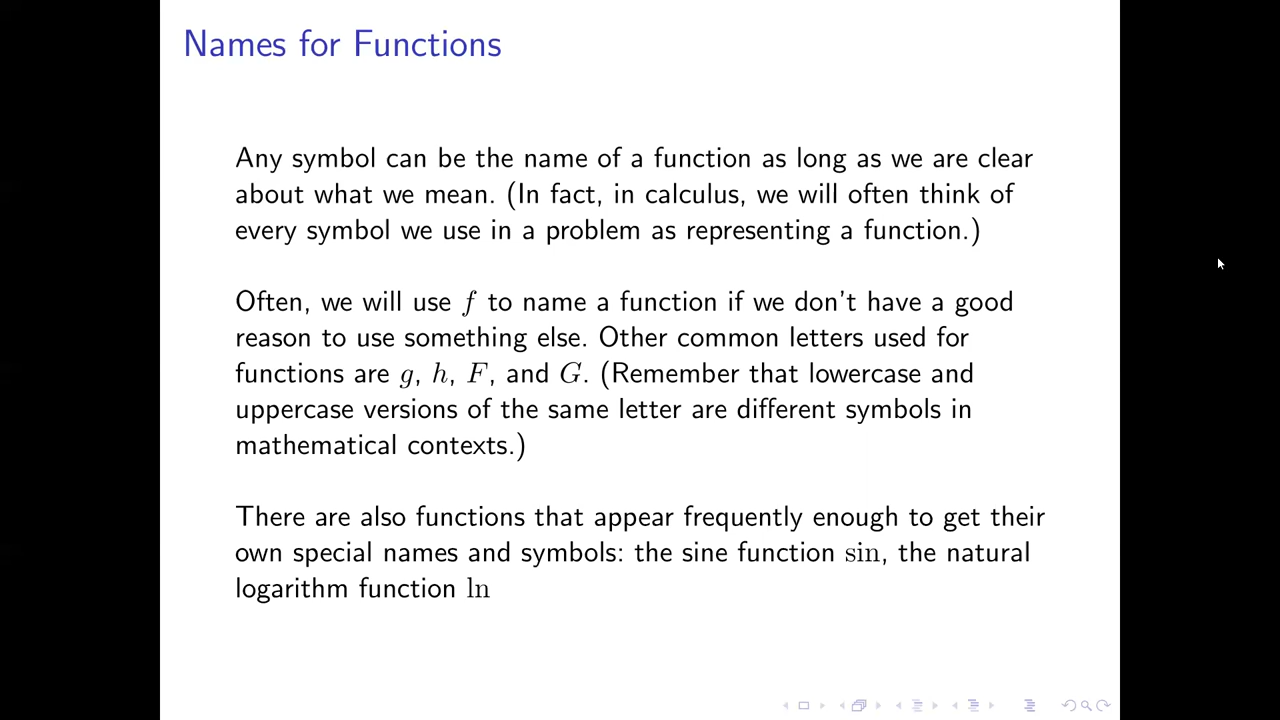 Names for Functions
Any symbol can be the name of a function as long as we are clear
about what we mean. (In fact, in calculus, we will often think of
every symbol we use in a problem as representing a function.)
Often, we will use f to name a function if we don't have a good
reason to use something else. Other common letters used for
functions are g, h, F, and G. (Remember that lowercase and
uppercase versions of the same letter are different symbols in
mathematical contexts.)
There are also functions that appear frequently enough to get their
own special names and symbols: the sine function sin, the natural
logarithm function ln